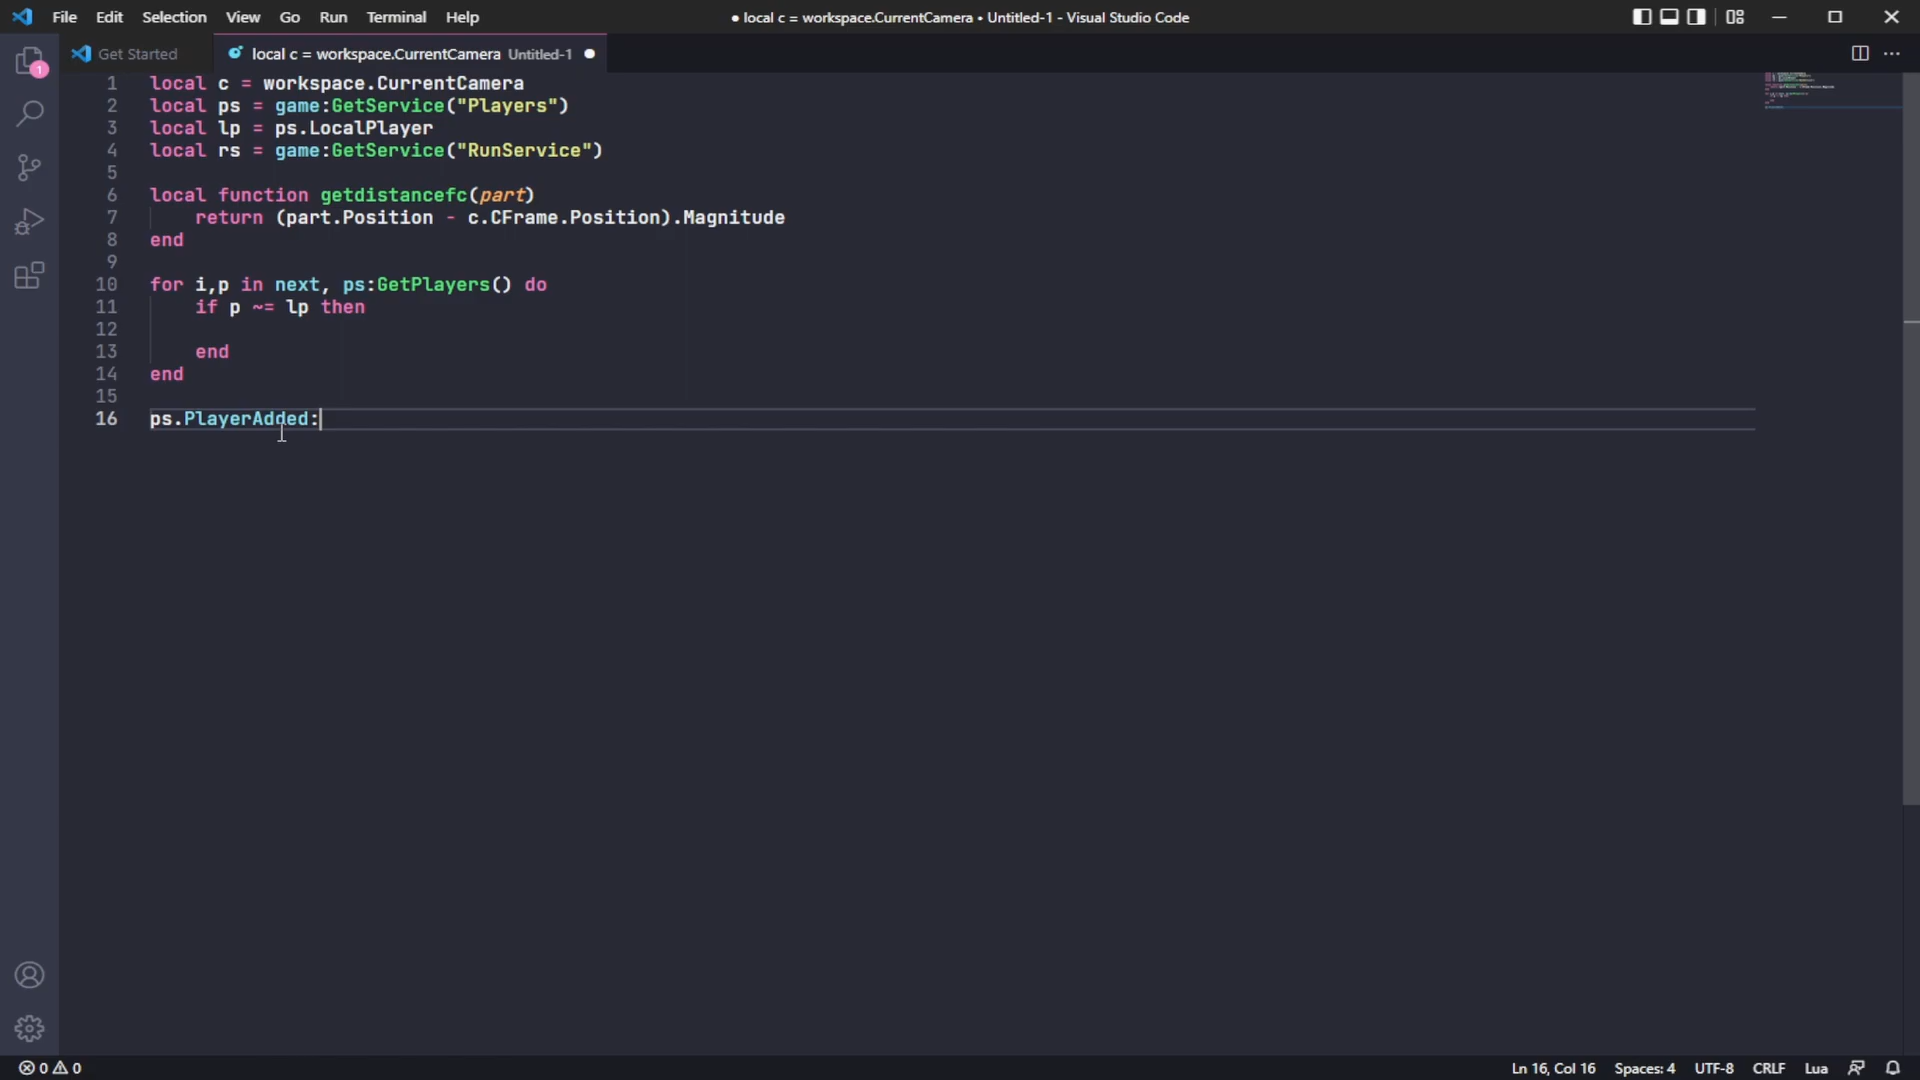 File Edit Selection View Go Run Terminal Help
● local c = workspace.CurrentCamera • Untitled-1 - Visual Studio Code
Get Started
local c = workspace.CurrentCamera Untitled-1
1
1 local c = workspace.CurrentCamera
2 local ps = game:GetService("Players")
3 local lp = ps.LocalPlayer
4 local rs = game:GetService("RunService")
5
6 local function getdistancefc(part)
7 return (part.Position - c.CFrame.Position).Magnitude
8 end
9
10 for i,p in next, ps:GetPlayers() do
11 if p ~= lp then
12
13 end
14 end
15
16 ps.PlayerAdded:
0 0
Ln 16, Col 16 Spaces: 4 UTF-8 CRLF Lua